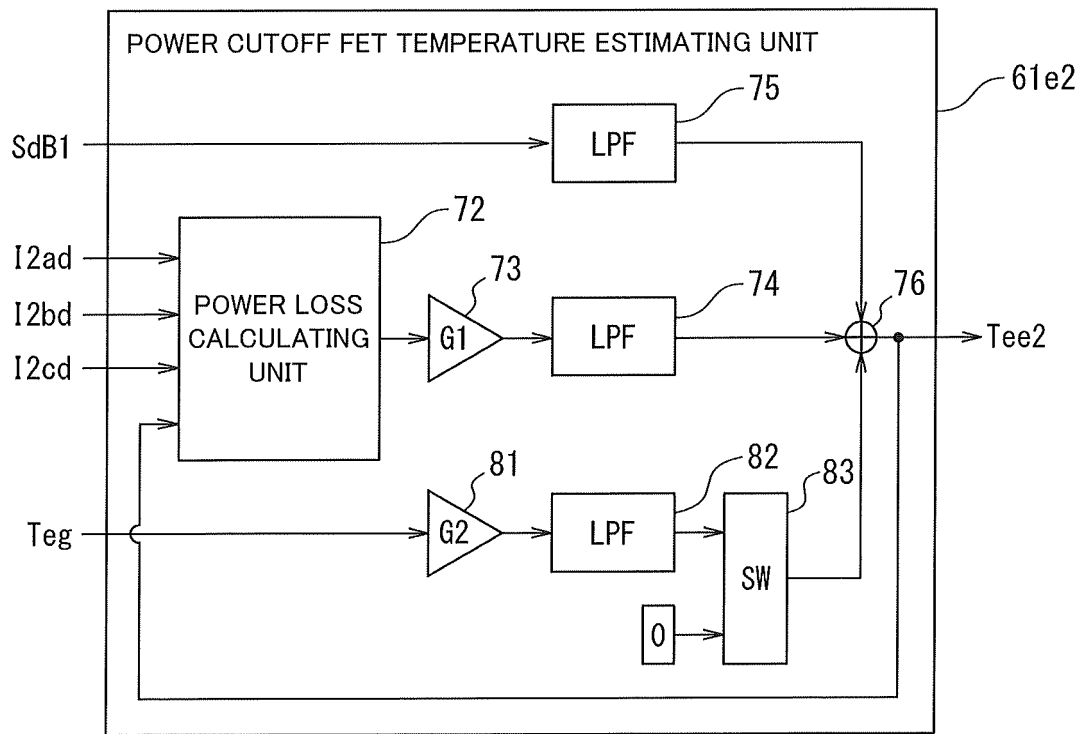 POWER CUTOFF FET TEMPERATURE ESTIMATING UNIT
61e2
75
SdB1
LPF
72
I2ad
I2bd
I2cd
POWER LOSS
CALCULATING
UNIT
73
G1
74
LPF
76
Tee2
81
82
83
Teg
G2
LPF
SW
0